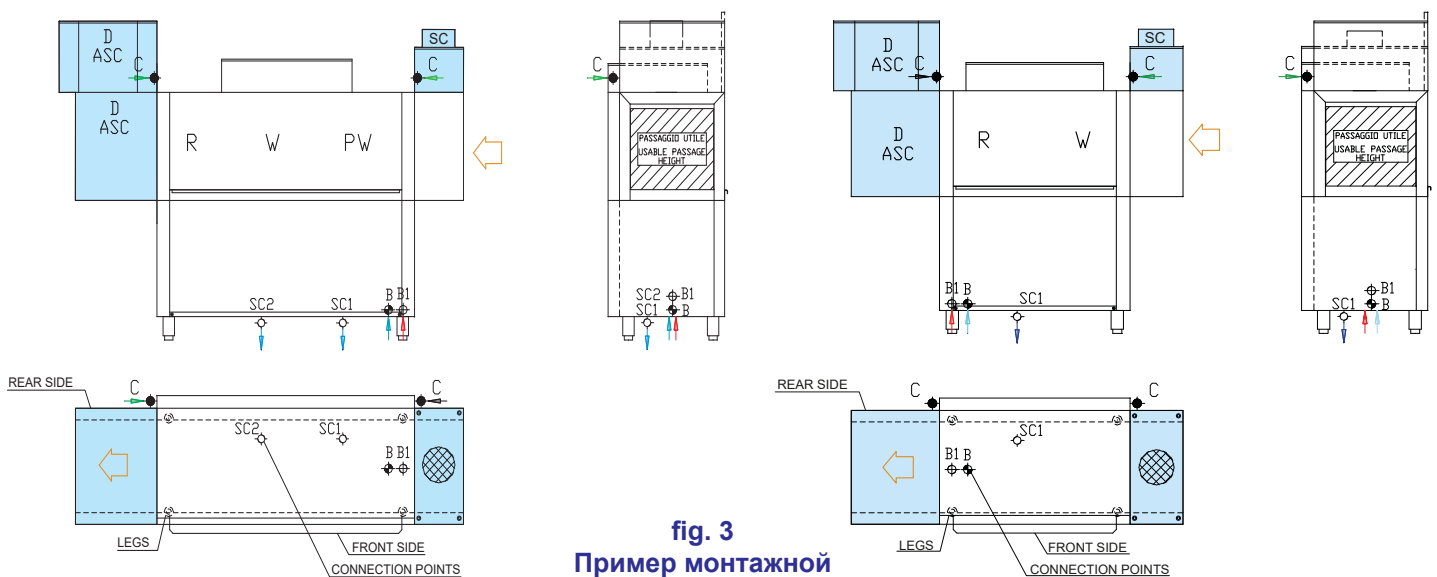 D
ASC
C
SC
C
D
ASC
R W PW
SC2 SC1 B B1
C
PASSAGGIO UTILE
USABLE PASSAGE
HEIGHT
SC2 B1
SC1 B
D
ASC
C
SC
C
D
ASC
R W
B1 B SC1
C
PASSAGGIO UTILE
USABLE PASSAGE
HEIGHT
B1
SC1 B
REAR SIDE
C C
SC2 SC1
B B1
LEGS
FRONT SIDE
CONNECTION POINTS
fig. 3
Пример монтажной
REAR SIDE
C C
SC1
B1 B
LEGS
FRONT SIDE
CONNECTION POINTS